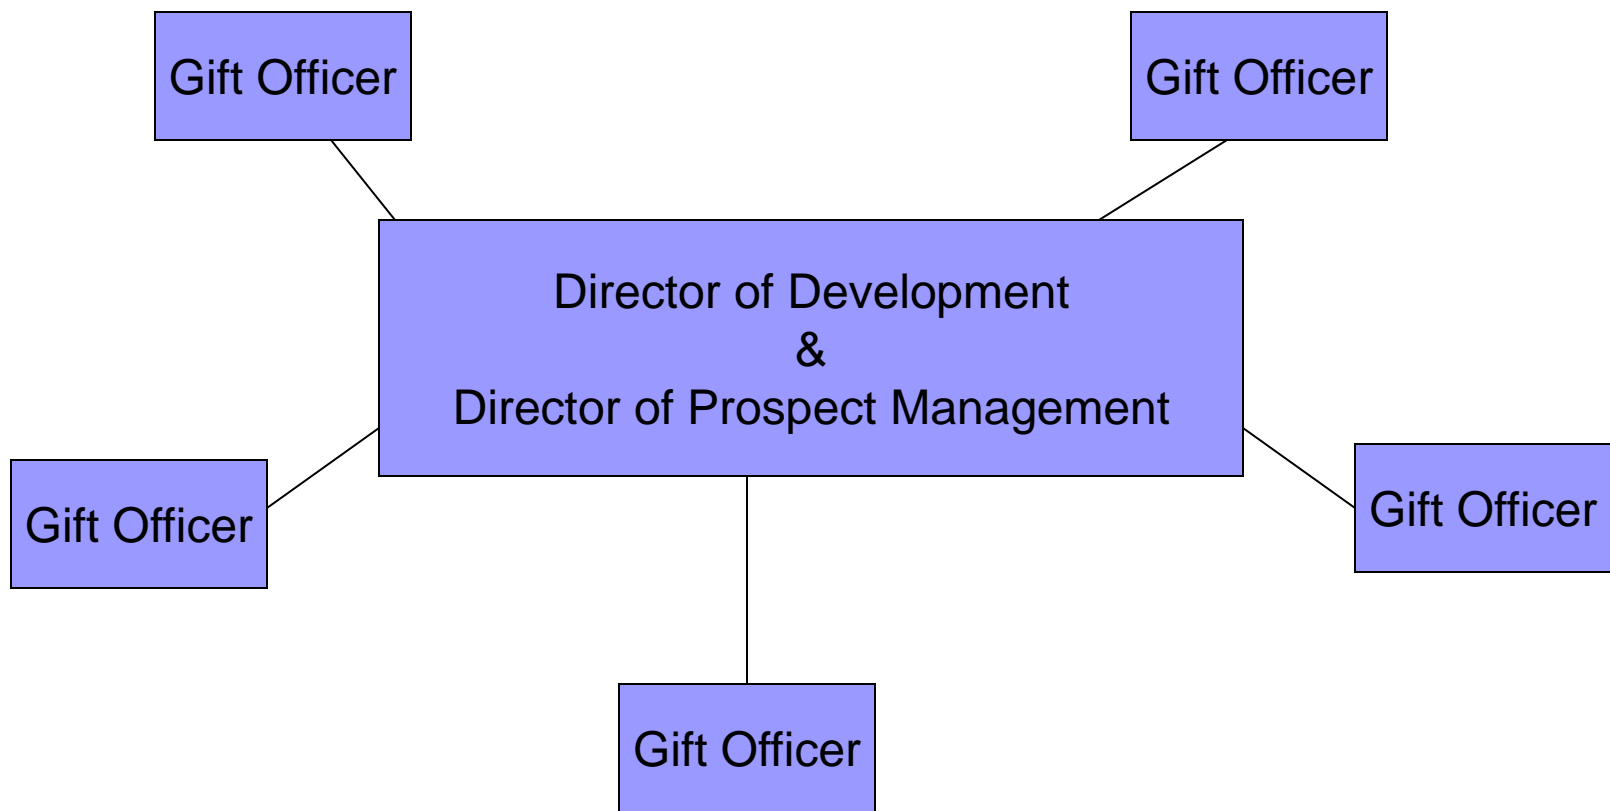 Gift Officer
Gift Officer
Director of Development
&
Director of Prospect Management
Gift Officer
Gift Officer
Gift Officer